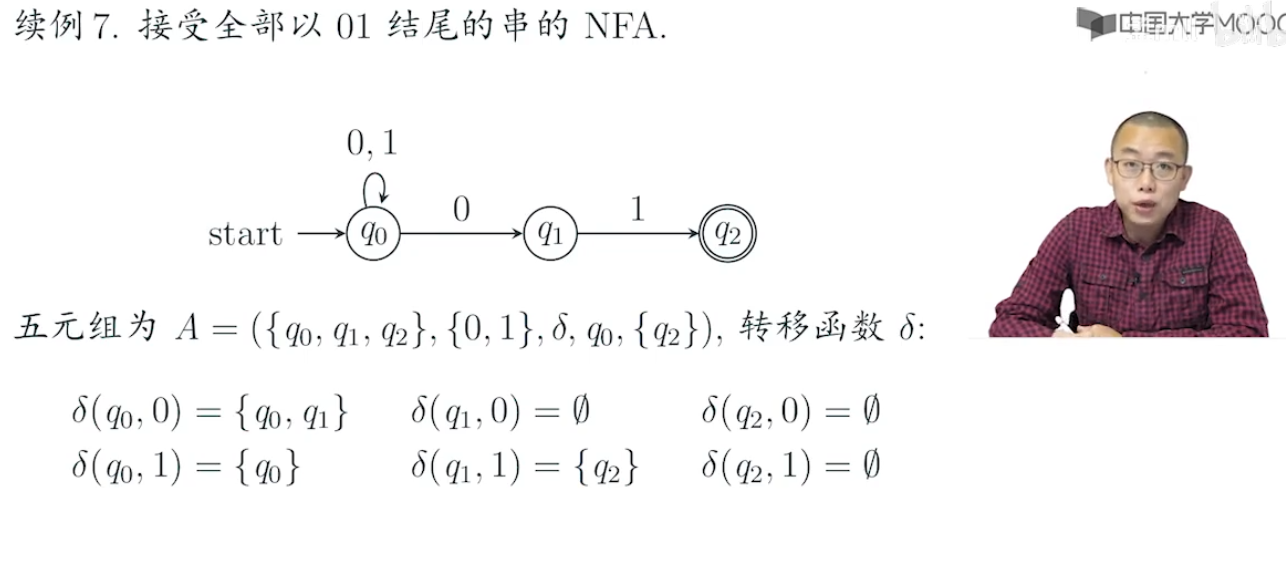 续例 7. 接受全部以 01 结尾的串的 NFA.
中国大学MOOC
0, 1
0
1
start
q₀
q₁
q₂
五元组为 A = ({q₀, q₁, q₂}, {0, 1}, δ, q₀, {q₂}), 转移函数 δ:
δ(q₀, 0) = {q₀, q₁} δ(q₁, 0) = ∅ δ(q₂, 0) = ∅
δ(q₀, 1) = {q₀} δ(q₁, 1) = {q₂} δ(q₂, 1) = ∅